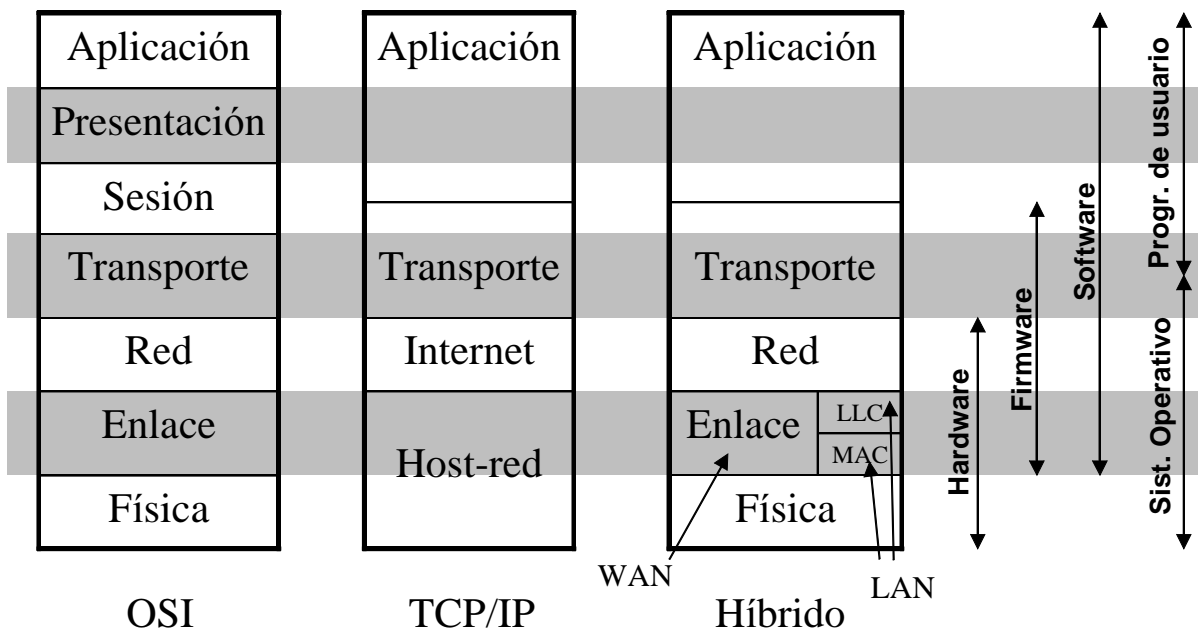 Aplicación Aplicación Aplicación
Presentación
Sesión
Transporte Transporte Transporte
Red Internet Red
Enlace Host-red Enlace LLC
MAC
Física Física
WAN LAN
OSI TCP/IP Híbrido
Hardware
Firmware
Software
Progr. de usuario
Sist. Operativo